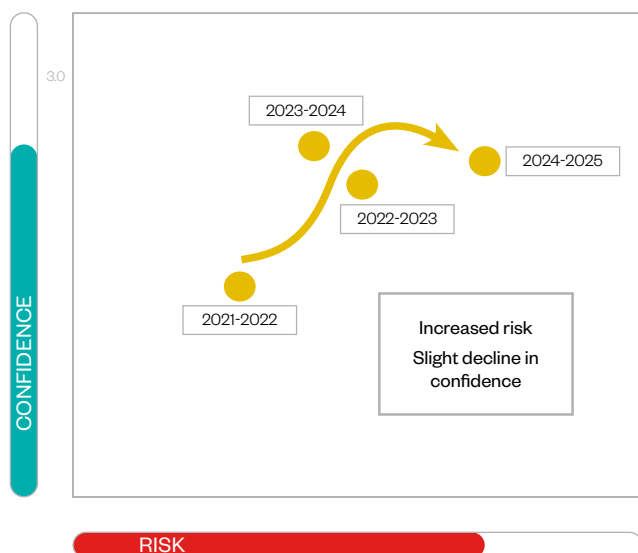 3.0
2023-2024
2024-2025
2022-2023
2021-2022
Increased risk
Slight decline in
confidence
CONFIDENCE
RISK